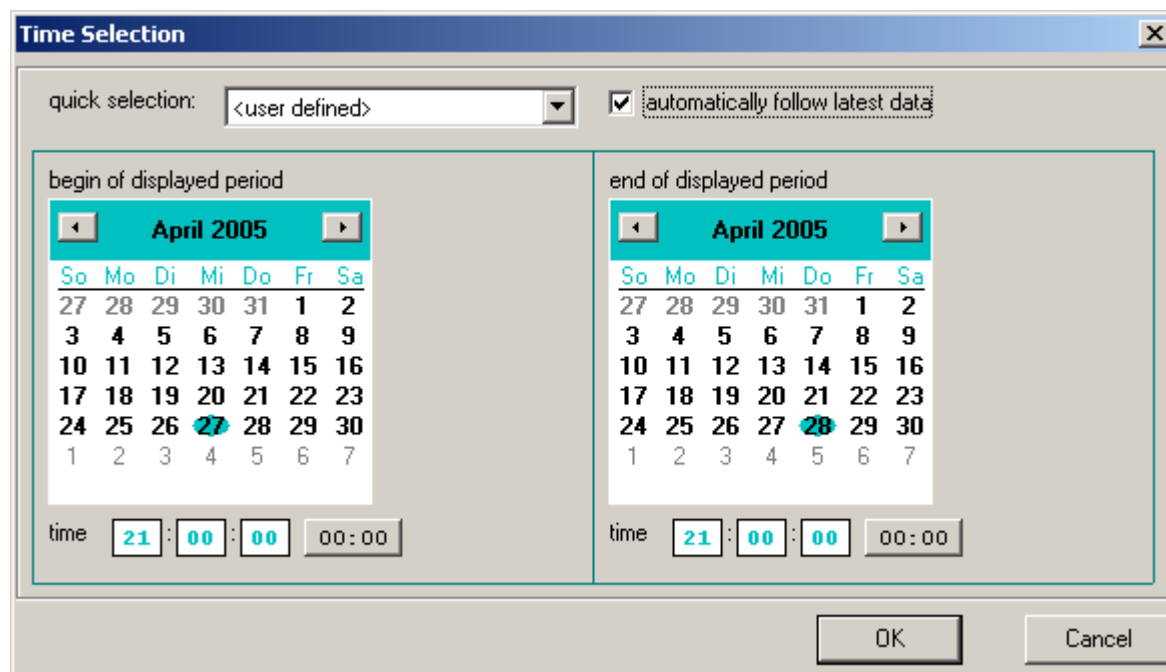 Time Selection
quick selection: <user defined> automatically follow latest data
begin of displayed period
April 2005
So Mo Di Mi Do Fr Sa
27 28 29 30 31 1 2
3 4 5 6 7 8 9
10 11 12 13 14 15 16
17 18 19 20 21 22 23
24 25 26 27 28 29 30
1 2 3 4 5 6 7
time 21 : 00 : 00 00:00
end of displayed period
April 2005
So Mo Di Mi Do Fr Sa
27 28 29 30 31 1 2
3 4 5 6 7 8 9
10 11 12 13 14 15 16
17 18 19 20 21 22 23
24 25 26 27 28 29 30
1 2 3 4 5 6 7
time 21 : 00 : 00 00:00
OK Cancel